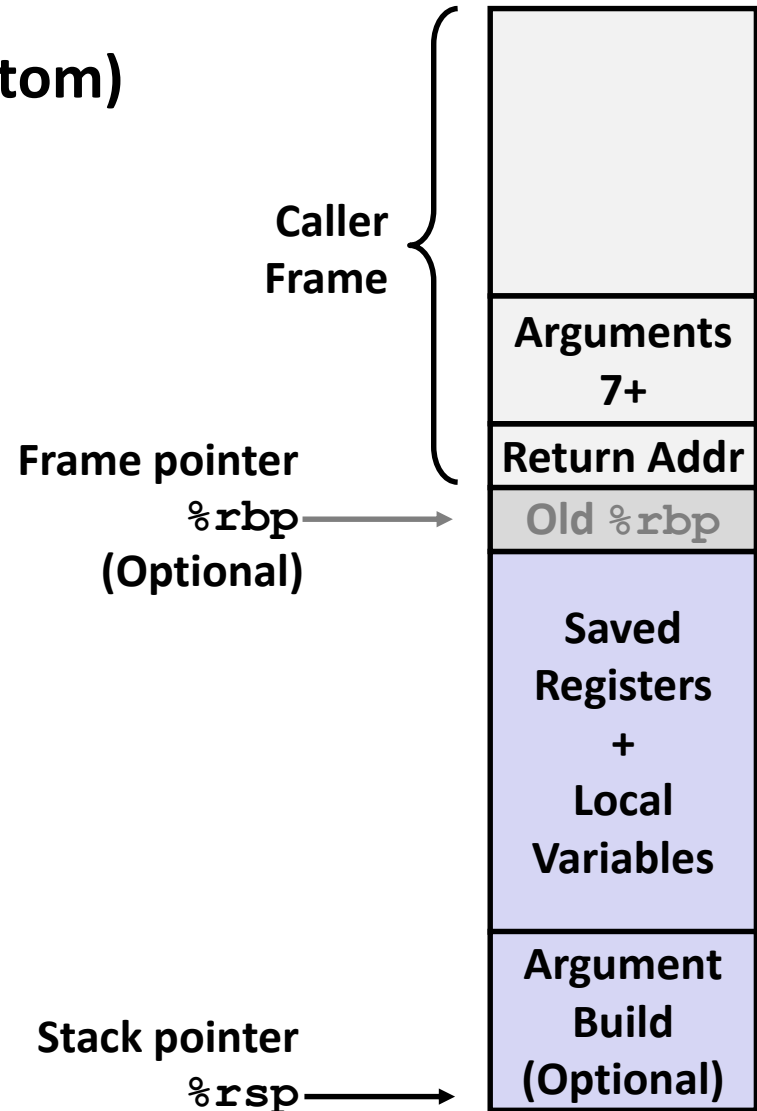 tom)
Caller
Frame
Arguments
7+
Return Addr
Frame pointer
%rbp
(Optional)
Old %rbp
Saved
Registers
+
Local
Variables
Argument
Build
(Optional)
Stack pointer
%rsp